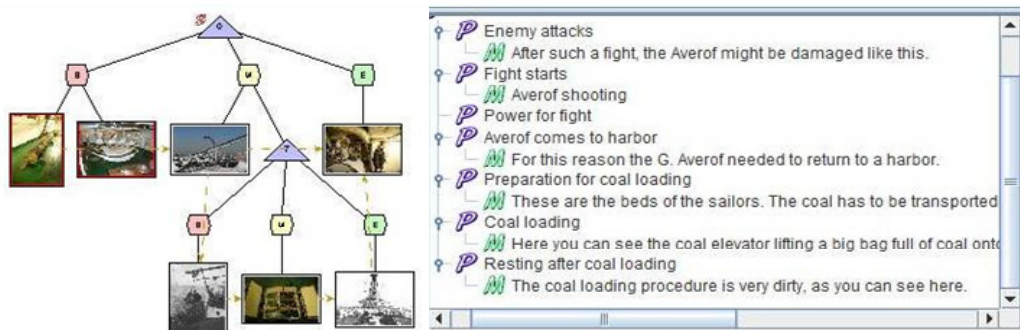 S
0
B
M
E
T
B
M
E
P Enemy attacks
M After such a fight, the Averof might be damaged like this.
P Fight starts
M Averof shooting
P Power for fight
P Averof comes to harbor
M For this reason the G. Averof needed to return to a harbor.
P Preparation for coal loading
M These are the beds of the sailors. The coal has to be transported
P Coal loading
M Here you can see the coal elevator lifting a big bag full of coal onto
P Resting after coal loading
M The coal loading procedure is very dirty, as you can see here.